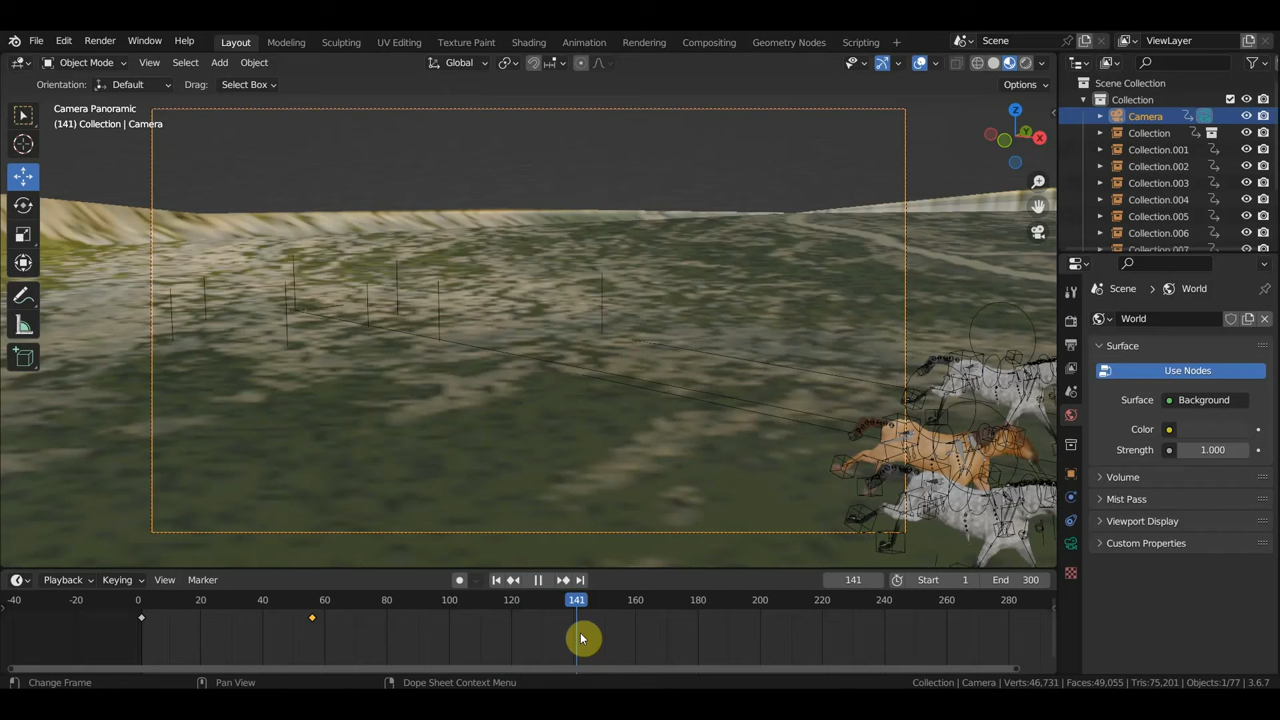 File Edit Render Window Help Layout Modeling Sculpting UV Editing Texture Paint Shading Animation Rendering Compositing Geometry Nodes Scripting + Scene ViewLayer
Object Mode View Select Add Object Global
Orientation: Default Drag: Select Box Options
Camera Panoramic
(141) Collection | Camera
Z
Y
X
Scene Collection
Collection
Camera
Collection
Collection.001
Collection.002
Collection.003
Collection.004
Collection.005
Collection.006
Collection.007
Scene World
World
Surface
Use Nodes
Surface Background
Color
Strength 1.000
Volume
Mist Pass
Viewport Display
Custom Properties
Playback Keying View Marker 141 Start 1 End 300
-40 0 20 40 60 80 100 120 141 160 180 200 220 240 260 280
Change Frame Pan View Dope Sheet Context Menu Collection | Camera | Verts:46,731 | Faces:49,055 | Tris:75,201 | Objects:1/77 | 3.6.7